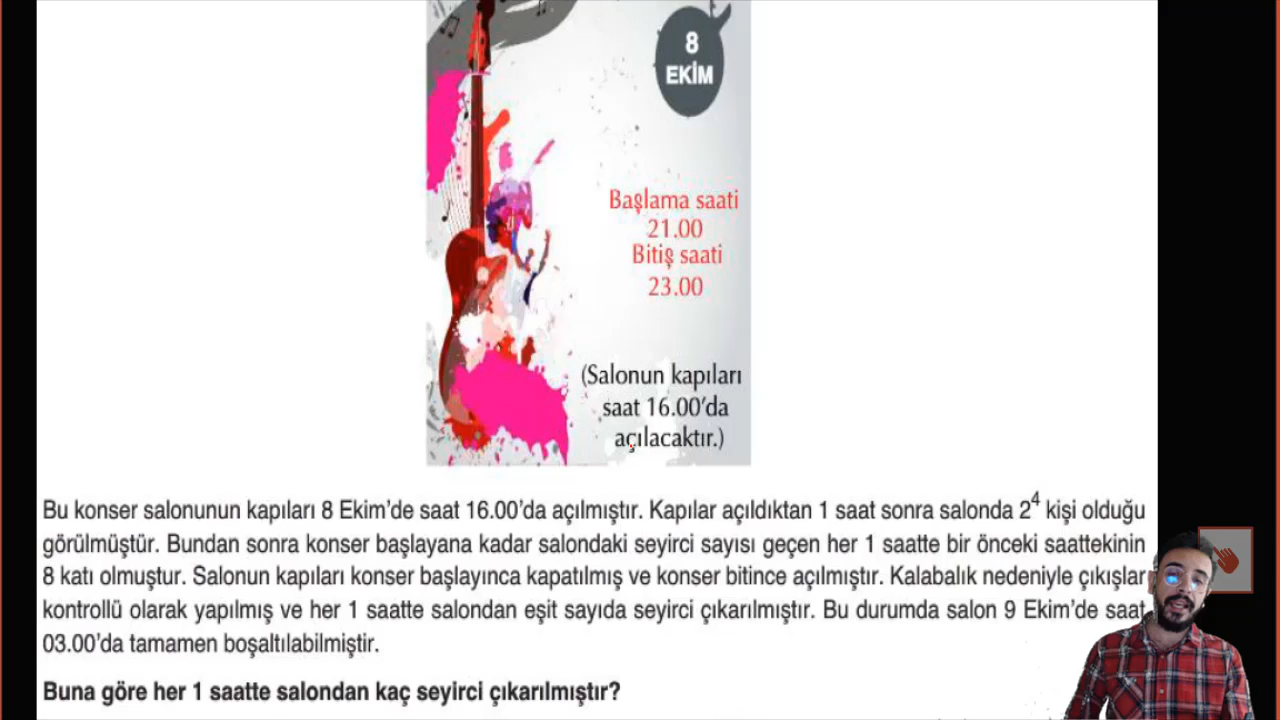 8
EKİM
Başlama saati
21.00
Bitiş saati
23.00
(Salonun kapıları
saat 16.00'da
açılacaktır.)
Bu konser salonunun kapıları 8 Ekim'de saat 16.00'da açılmıştır. Kapılar açıldıktan 1 saat sonra salonda 2⁴ kişi olduğu
görülmüştür. Bundan sonra konser başlayana kadar salondaki seyirci sayısı geçen her 1 saatte bir önceki saattekinin
8 katı olmuştur. Salonun kapıları konser başlayınca kapatılmış ve konser bitince açılmıştır. Kalabalık nedeniyle çıkışlar
kontrollü olarak yapılmış ve her 1 saatte salondan eşit sayıda seyirci çıkarılmıştır. Bu durumda salon 9 Ekim'de saat
03.00'da tamamen boşaltılabilmiştir.
Buna göre her 1 saatte salondan kaç seyirci çıkarılmıştır?